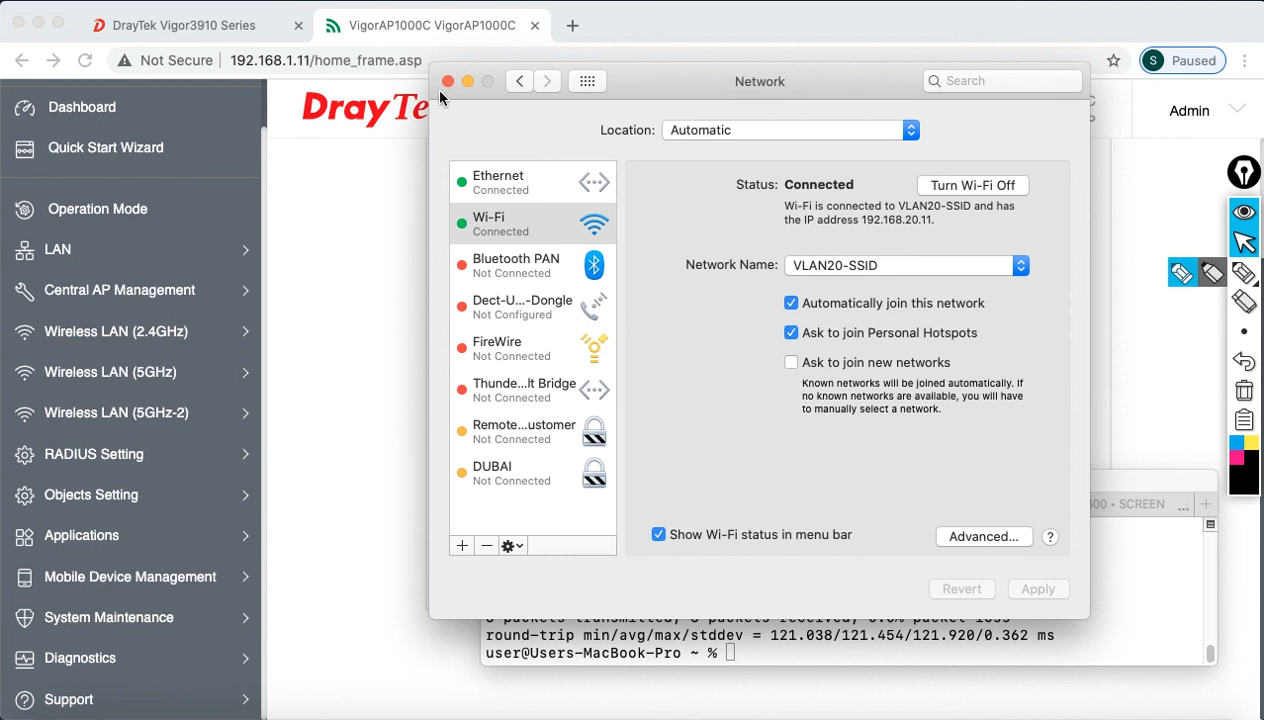 DrayTek Vigor3910 Series
VigorAP1000C VigorAP1000C
Not Secure
192.168.1.11/home_frame.asp
S Paused
Dashboard
Quick Start Wizard
Operation Mode
LAN
Central AP Management
Wireless LAN (2.4GHz)
Wireless LAN (5GHz)
Wireless LAN (5GHz-2)
RADIUS Setting
Objects Setting
Applications
Mobile Device Management
System Maintenance
Diagnostics
Support
DrayTe
Admin
Network
Search
Location: Automatic
Ethernet
Connected
Wi-Fi
Connected
Bluetooth PAN
Not Connected
Dect-U...-Dongle
Not Configured
FireWire
Not Connected
Thunde...lt Bridge
Not Connected
Remote...ustomer
Not Connected
DUBAI
Not Connected
Status: Connected
Turn Wi-Fi Off
Wi-Fi is connected to VLAN20-SSID and has
the IP address 192.168.20.11.
Network Name: VLAN20-SSID
Automatically join this network
Ask to join Personal Hotspots
Ask to join new networks
Known networks will be joined automatically. If
no known networks are available, you will have
to manually select a network.
Show Wi-Fi status in menu bar
Advanced...
?
Revert
Apply
00 • SCREEN ...
packets transmitted, packets received, packet loss
round-trip min/avg/max/stddev = 121.038/121.454/121.920/0.362 ms
user@Users-MacBook-Pro ~ %